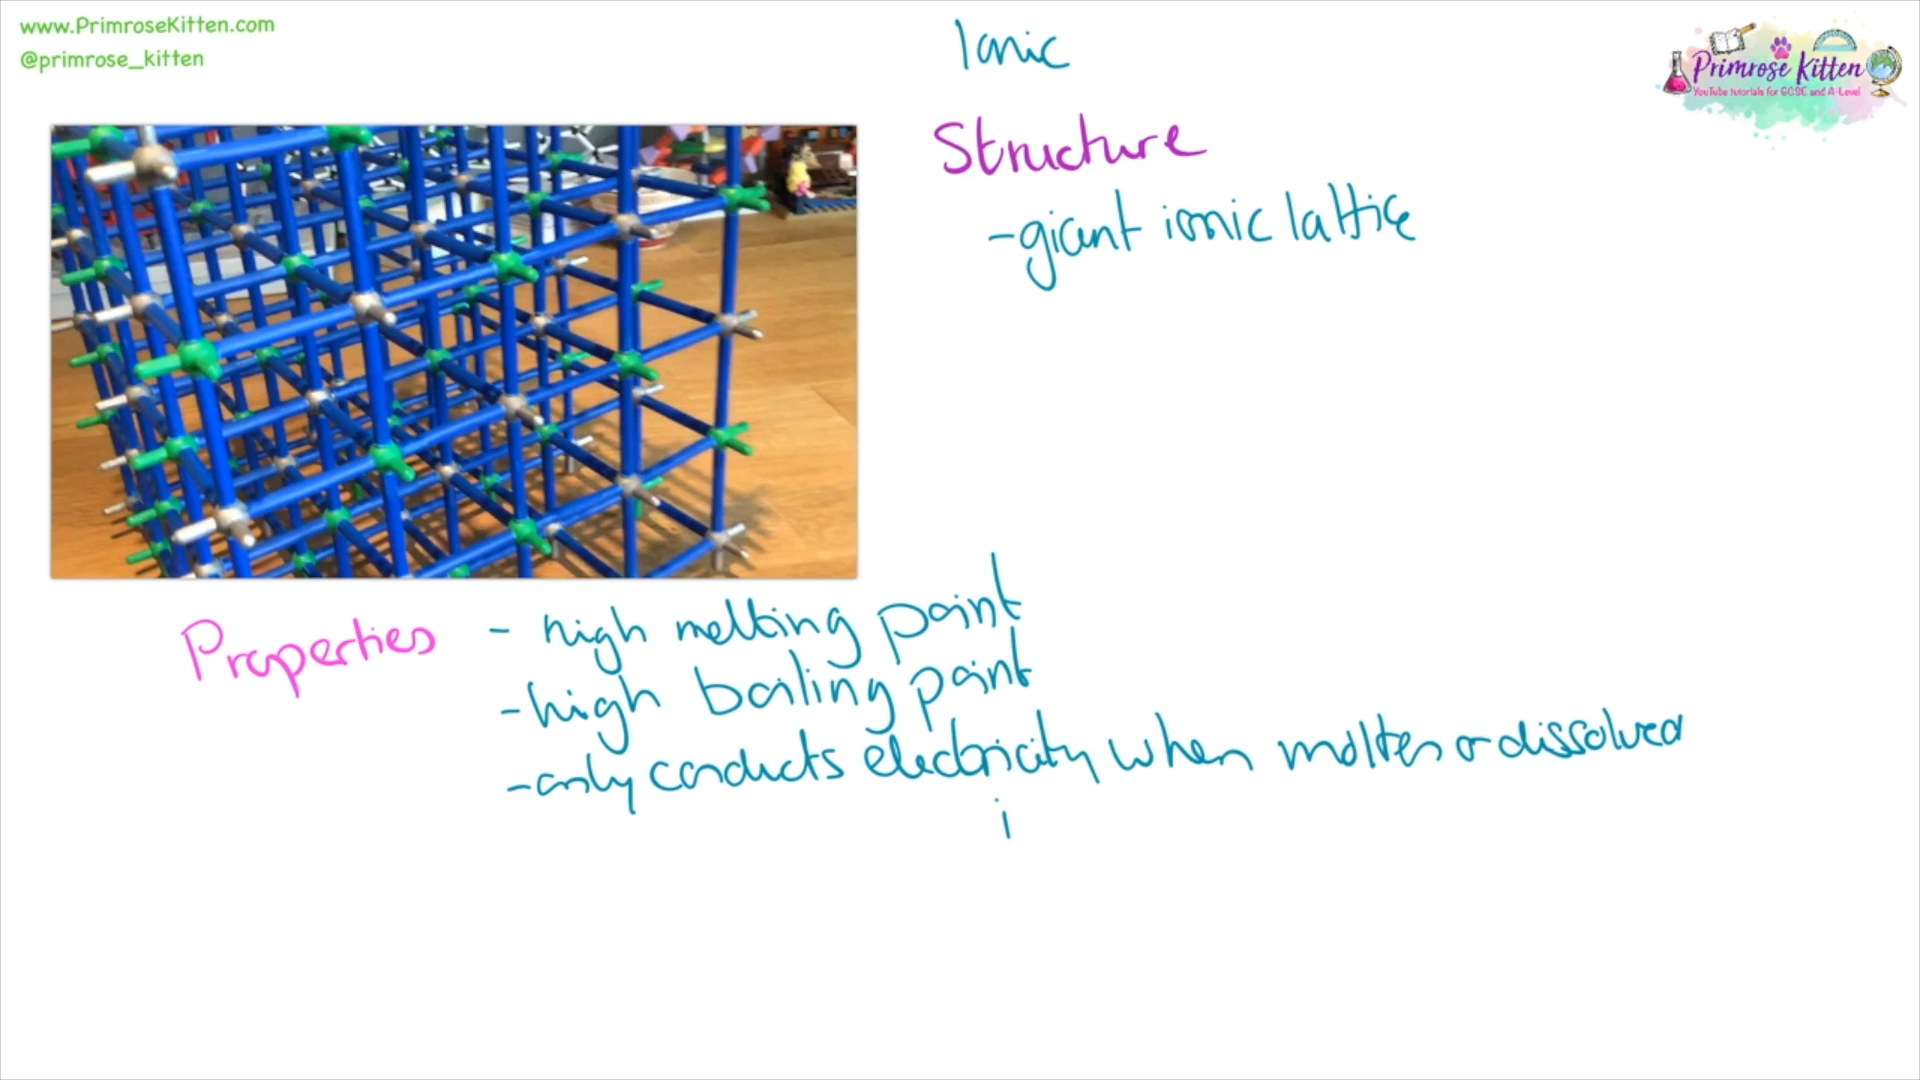 www.PrimroseKitten.com
@primrose_kitten
Ionic
Primrose Kitten
YouTube tutorials for GCSE and A-Level
Structure
-giant ionic lattice
Properties - high melting point
-high boiling point
-only conducts electricity when molten or dissolved
i